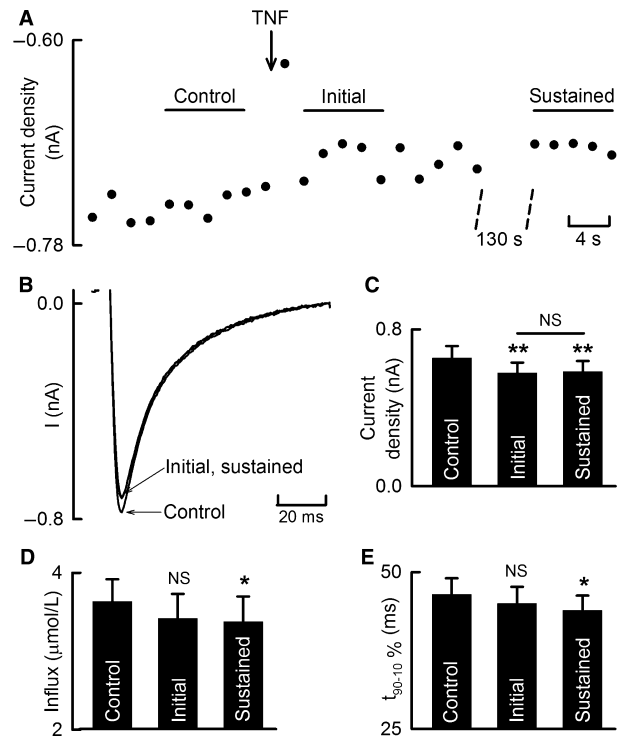 A
TNF
−0.60
Control
Initial
Sustained
Current density
(nA)
−0.78
130 s
4 s
B
0.0
I (nA)
Initial, sustained
Control
−0.8
20 ms
C
0.8
NS
**
**
Current
density (nA)
Control
Initial
Sustained
0.0
D
4
NS
*
Influx (μmol/L)
Control
Initial
Sustained
2
E
50
NS
*
t90-10 % (ms)
Control
Initial
Sustained
25